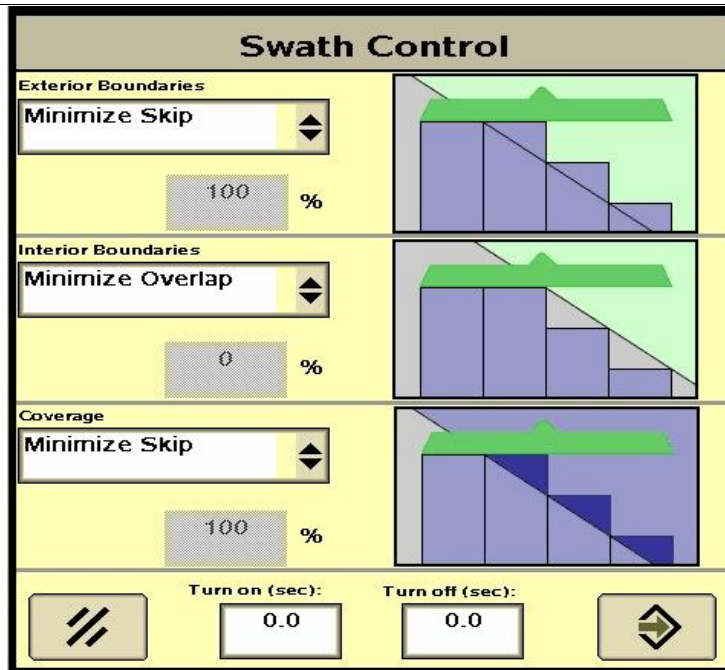 Swath Control
Exterior Boundaries
Minimize Skip
100 %
Interior Boundaries
Minimize Overlap
0 %
Coverage
Minimize Skip
100 %
Turn on (sec): Turn off (sec):
0.0 0.0